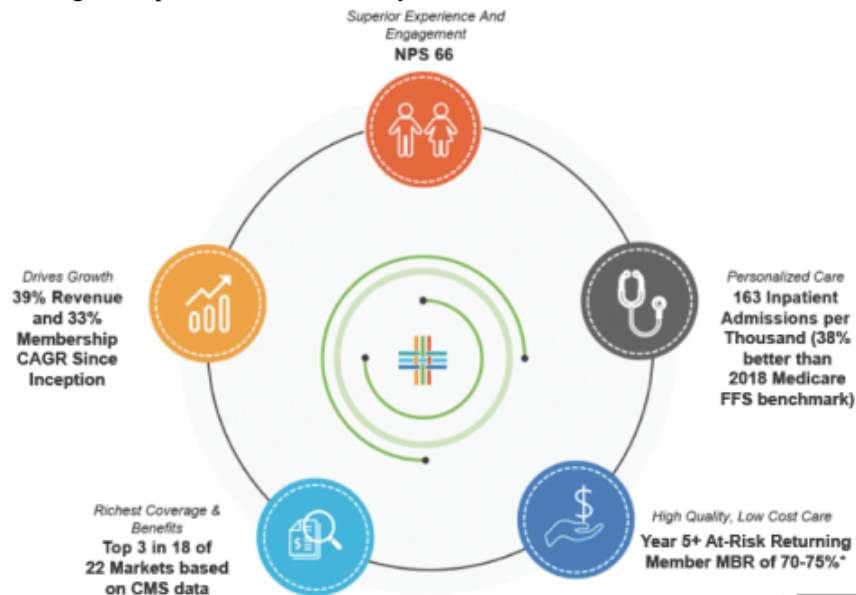 Superior Experience And
Engagement
NPS 66
Personalized Care
163 Inpatient
Admissions per
Thousand (38%
better than
2018 Medicare
FFS benchmark)
High Quality, Low Cost Care
Year 5+ At-Risk Returning
Member MBR of 70-75%*
Richest Coverage &
Benefits
Top 3 in 18 of
22 Markets based
on CMS data
Drives Growth
39% Revenue
and 33%
Membership
CAGR Since
Inception
$
$